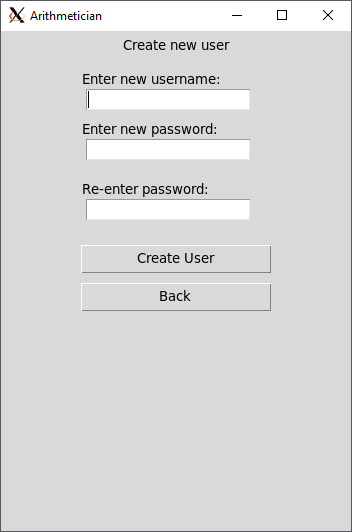 Arithmetician
Create new user
Enter new username:
Enter new password:
Re-enter password:
Create User
Back